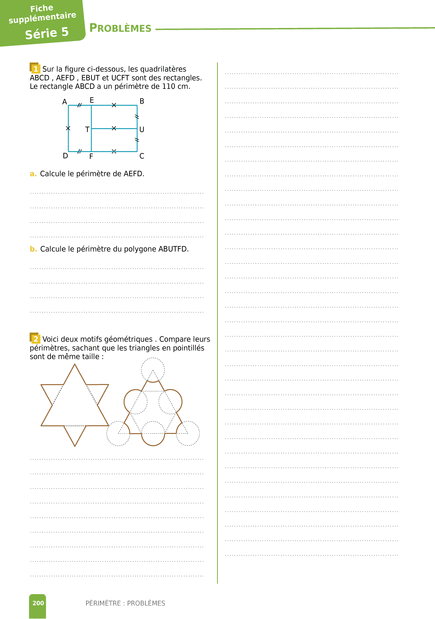 Fiche
supplémentaire
Série 5
PROBLÈMES
1 Sur la figure ci-dessous, les quadrilatères
ABCD , AEFD , EBUT et UCFT sont des rectangles.
Le rectangle ABCD a un périmètre de 110 cm.
A E B
T U
D F C
a. Calcule le périmètre de AEFD.
b. Calcule le périmètre du polygone ABUTFD.
2 Voici deux motifs géométriques . Compare leurs
périmètres, sachant que les triangles en pointillés
sont de même taille :
200 PÉRIMÈTRE : PROBLÈMES